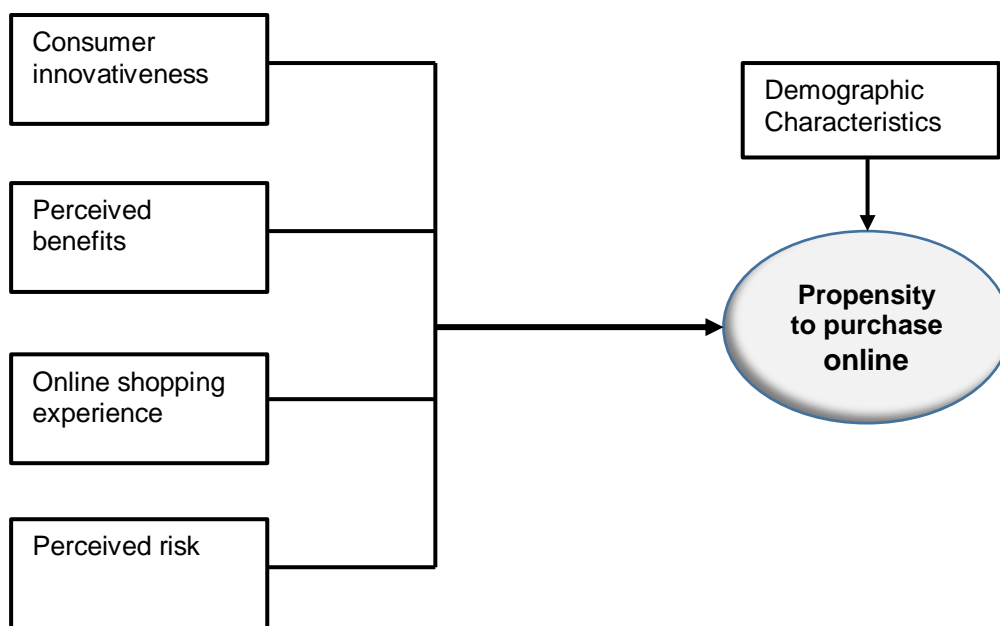 Consumer
innovativeness
Demographic
Characteristics
Perceived
benefits
Propensity
to purchase
online
Online shopping
experience
Perceived risk